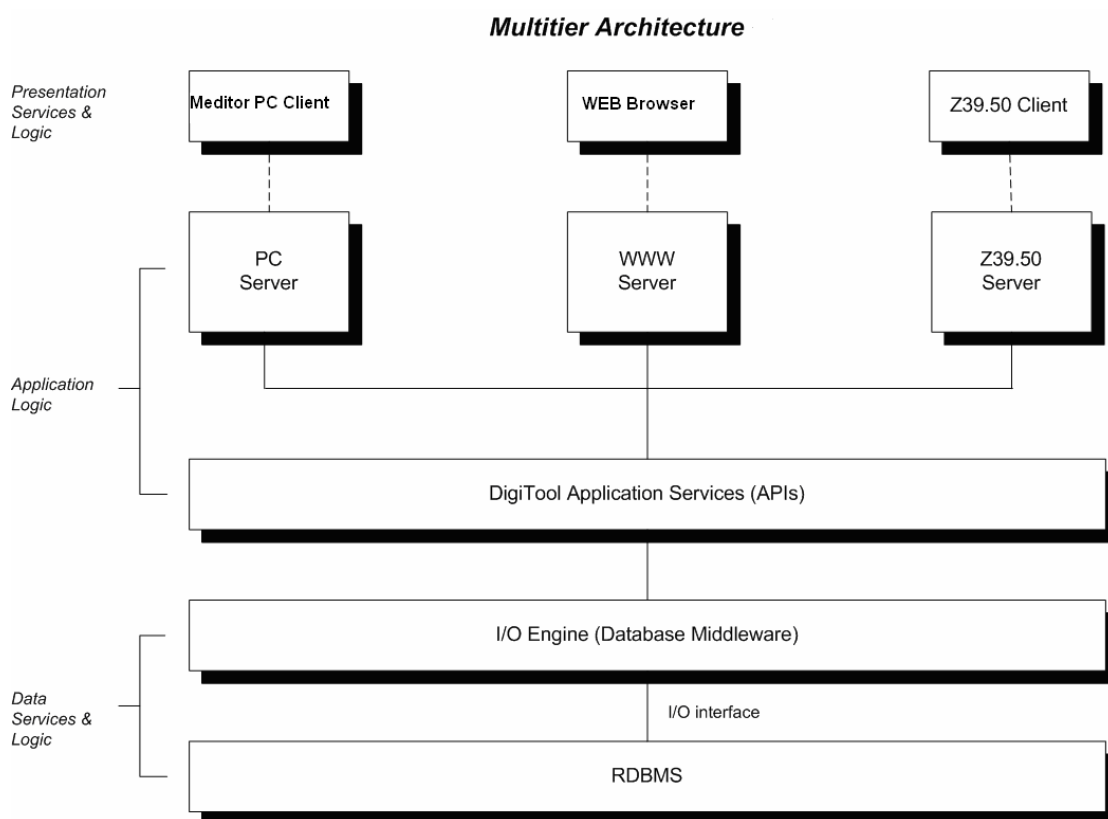 Multitier Architecture
Presentation
Services &
Logic
Meditor PC Client
WEB Browser
Z39.50 Client
PC
Server
WWW
Server
Z39.50
Server
Application
Logic
DigiTool Application Services (APIs)
I/O Engine (Database Middleware)
Data
Services &
Logic
I/O interface
RDBMS